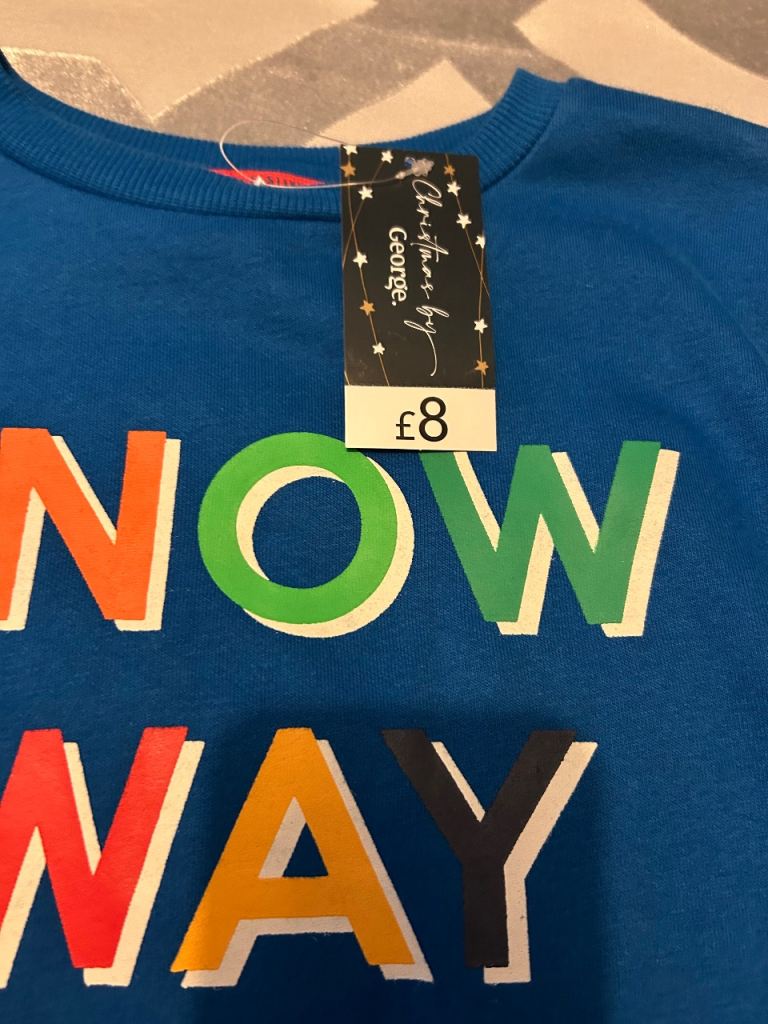 Christmas by
George.
£8
NOW
WAY